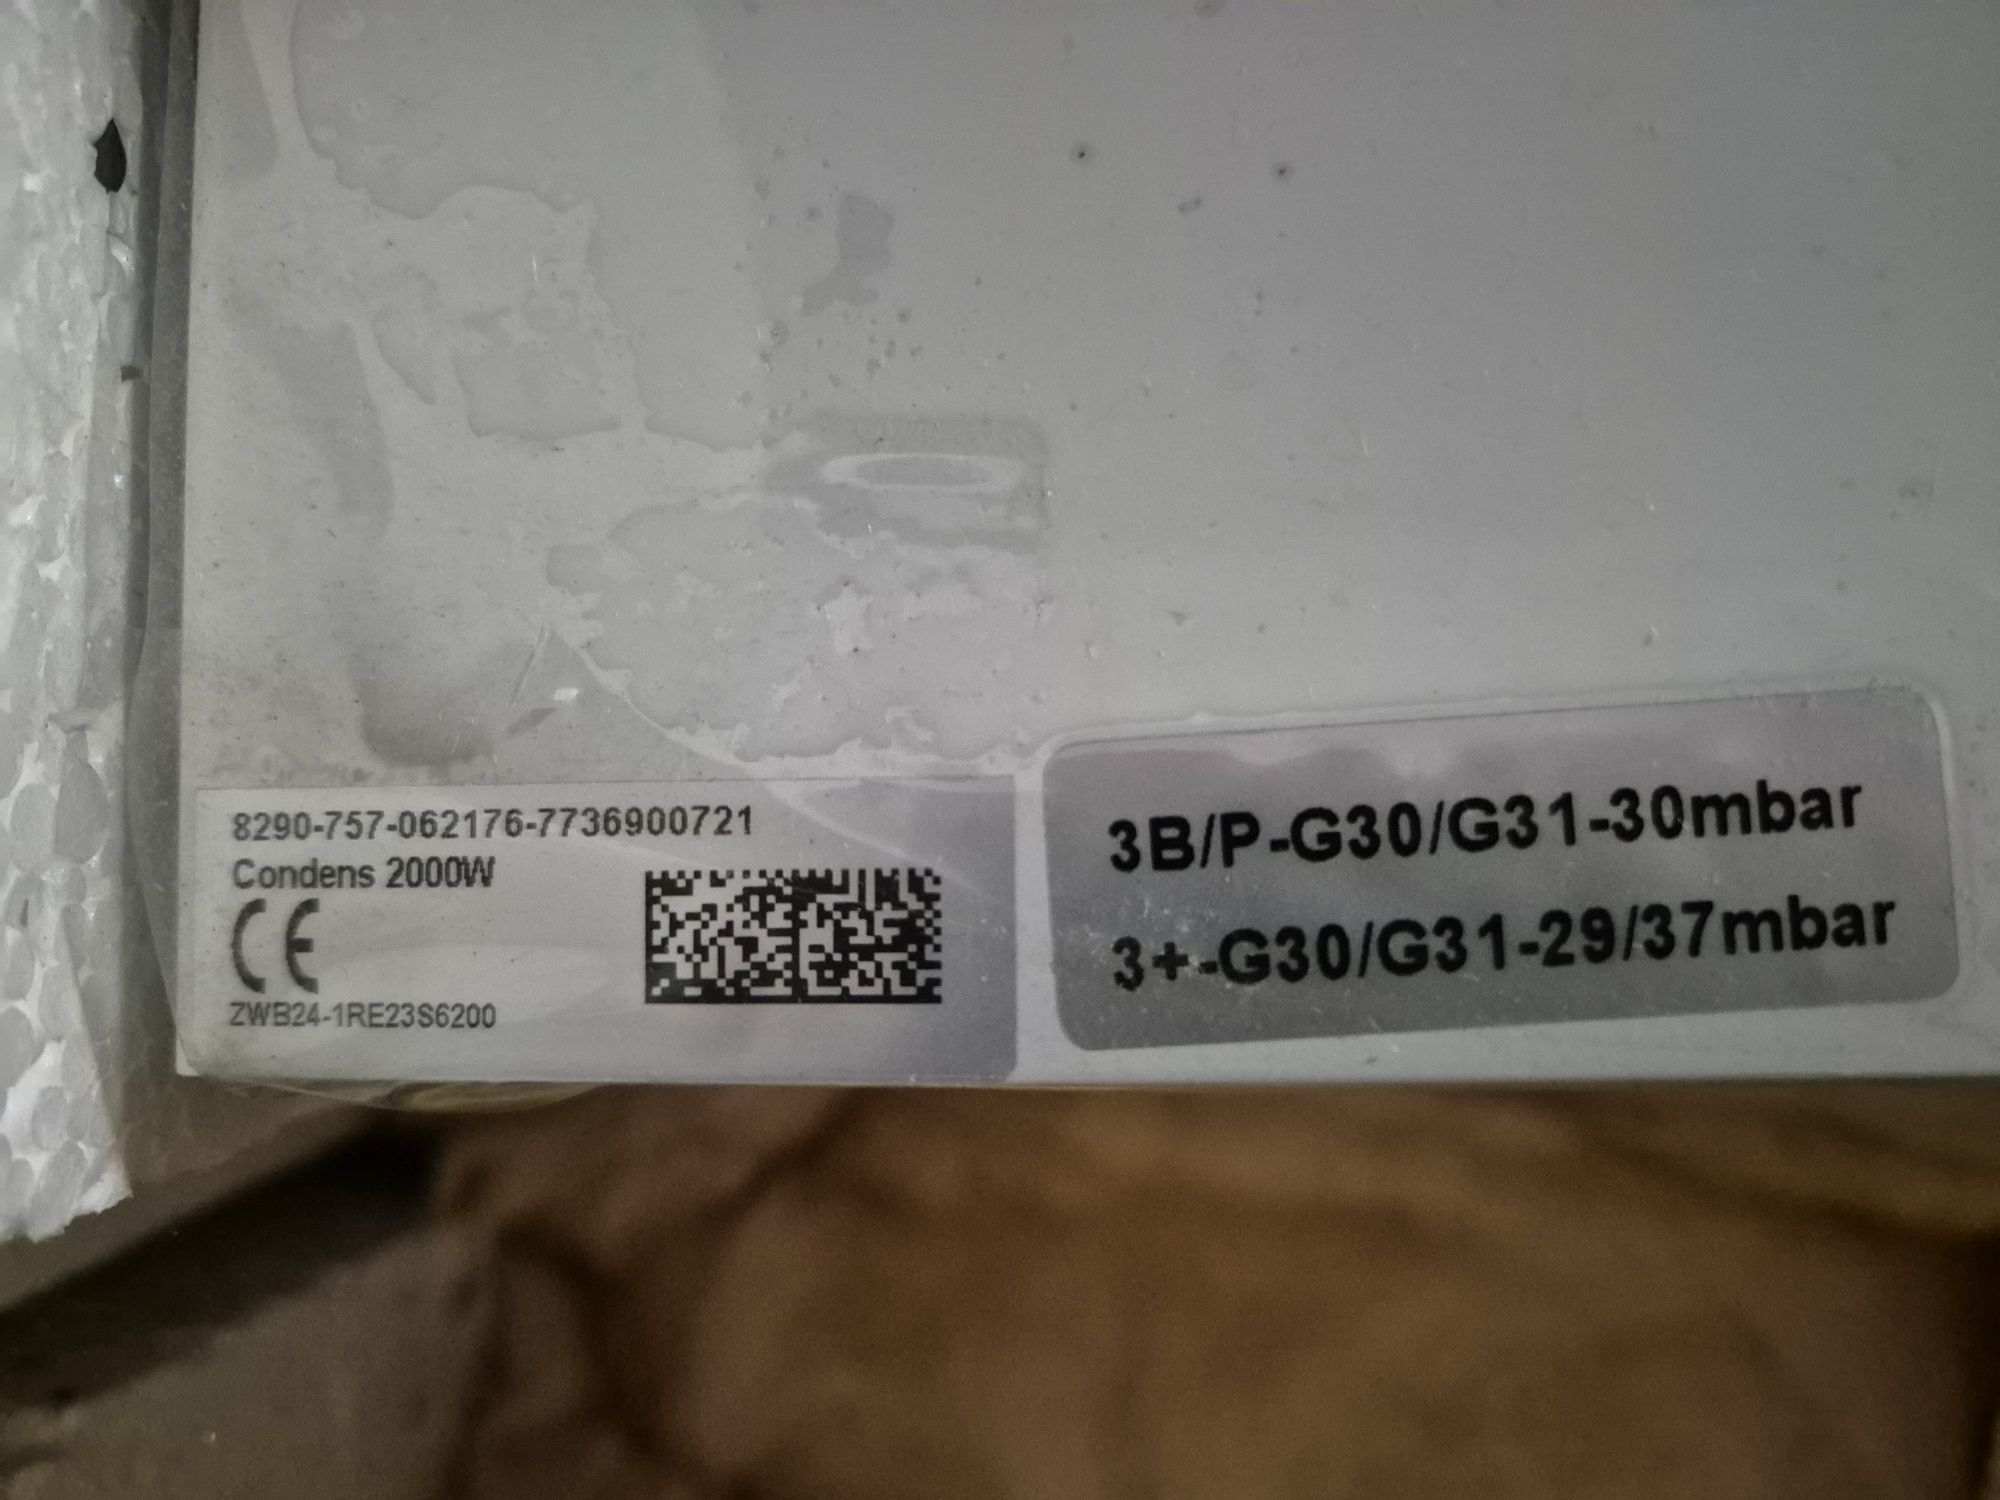 8290-757-062176-7736900721
Condens 2000W
CE
ZWB24-1RE23S6200
3B/P-G30/G31-30mbar
3+-G30/G31-29/37mbar